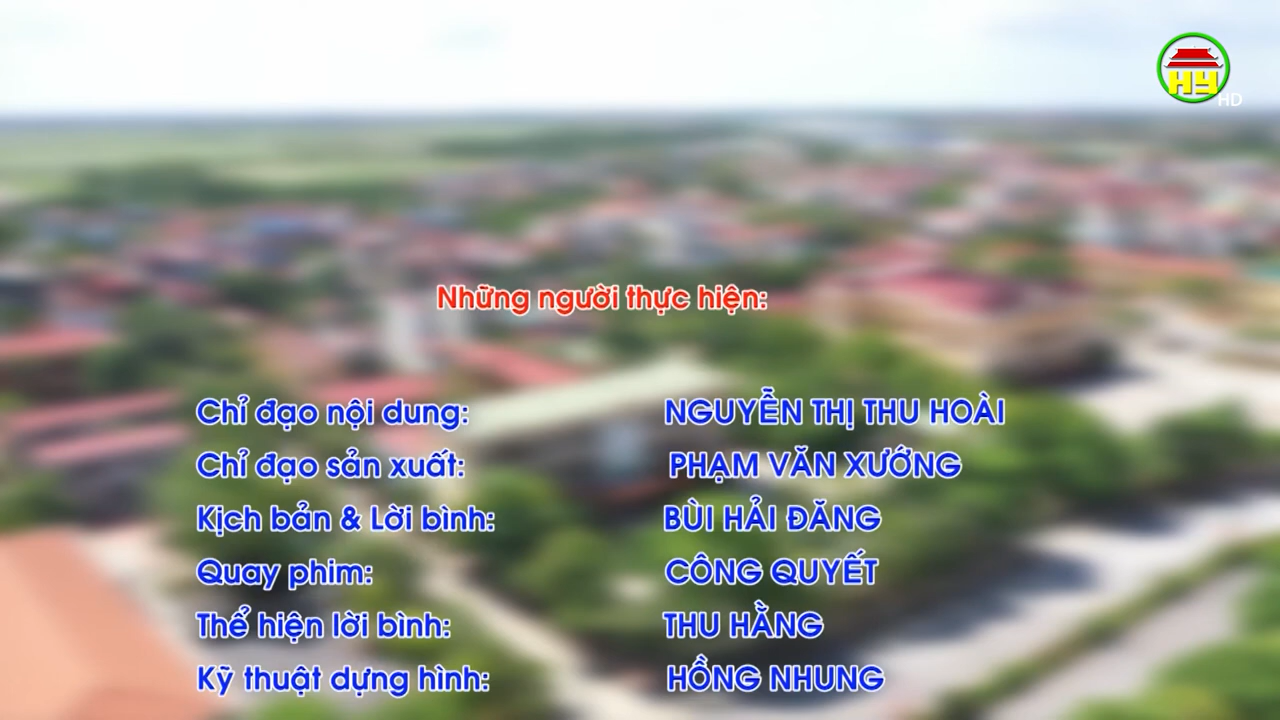 HY
HD
Những người thực hiện:
Chỉ đạo nội dung: NGUYỄN THỊ THU HOÀI
Chỉ đạo sản xuất: PHẠM VĂN XƯỚNG
Kịch bản & Lời bình: BÙI HẢI ĐĂNG
Quay phim: CÔNG QUYẾT
Thể hiện lời bình: THU HẰNG
Kỹ thuật dựng hình: HỒNG NHUNG